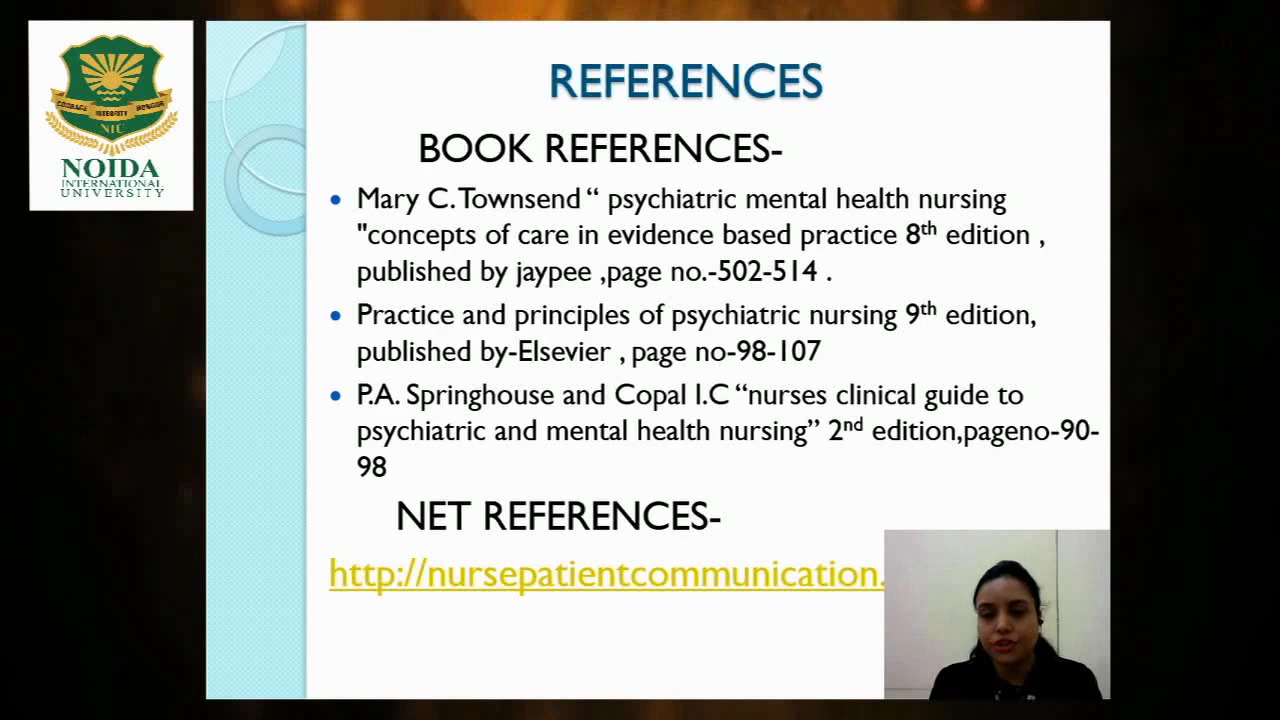 COURAGE INTEGRITY HONOUR
NIU
NOIDA
INTERNATIONAL
UNIVERSITY
REFERENCES
BOOK REFERENCES-
• Mary C. Townsend “ psychiatric mental health nursing
"concepts of care in evidence based practice 8th edition ,
published by jaypee ,page no.-502-514 .
• Practice and principles of psychiatric nursing 9th edition,
published by-Elsevier , page no-98-107
• P.A. Springhouse and Copal I.C “nurses clinical guide to
psychiatric and mental health nursing” 2nd edition,pageno-90-
98
NET REFERENCES-
http://nursepatientcommunication.